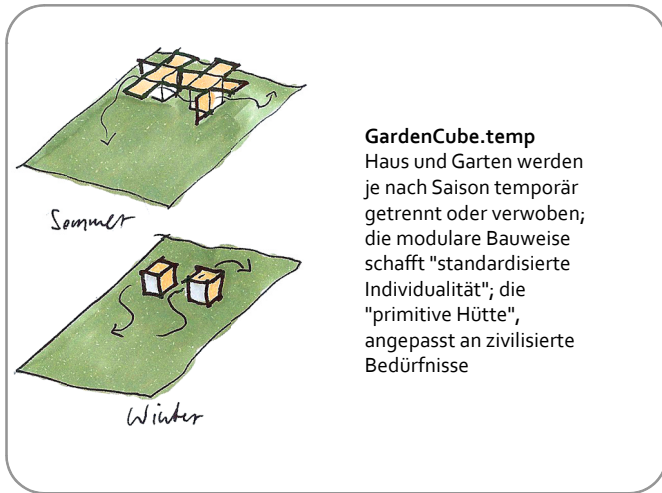 Sommer
Winter
GardenCube.temp
Haus und Garten werden
je nach Saison temporär
getrennt oder verwoben;
die modulare Bauweise
schafft "standardisierte
Individualität"; die
"primitive Hütte",
angepasst an zivilisierte
Bedürfnisse